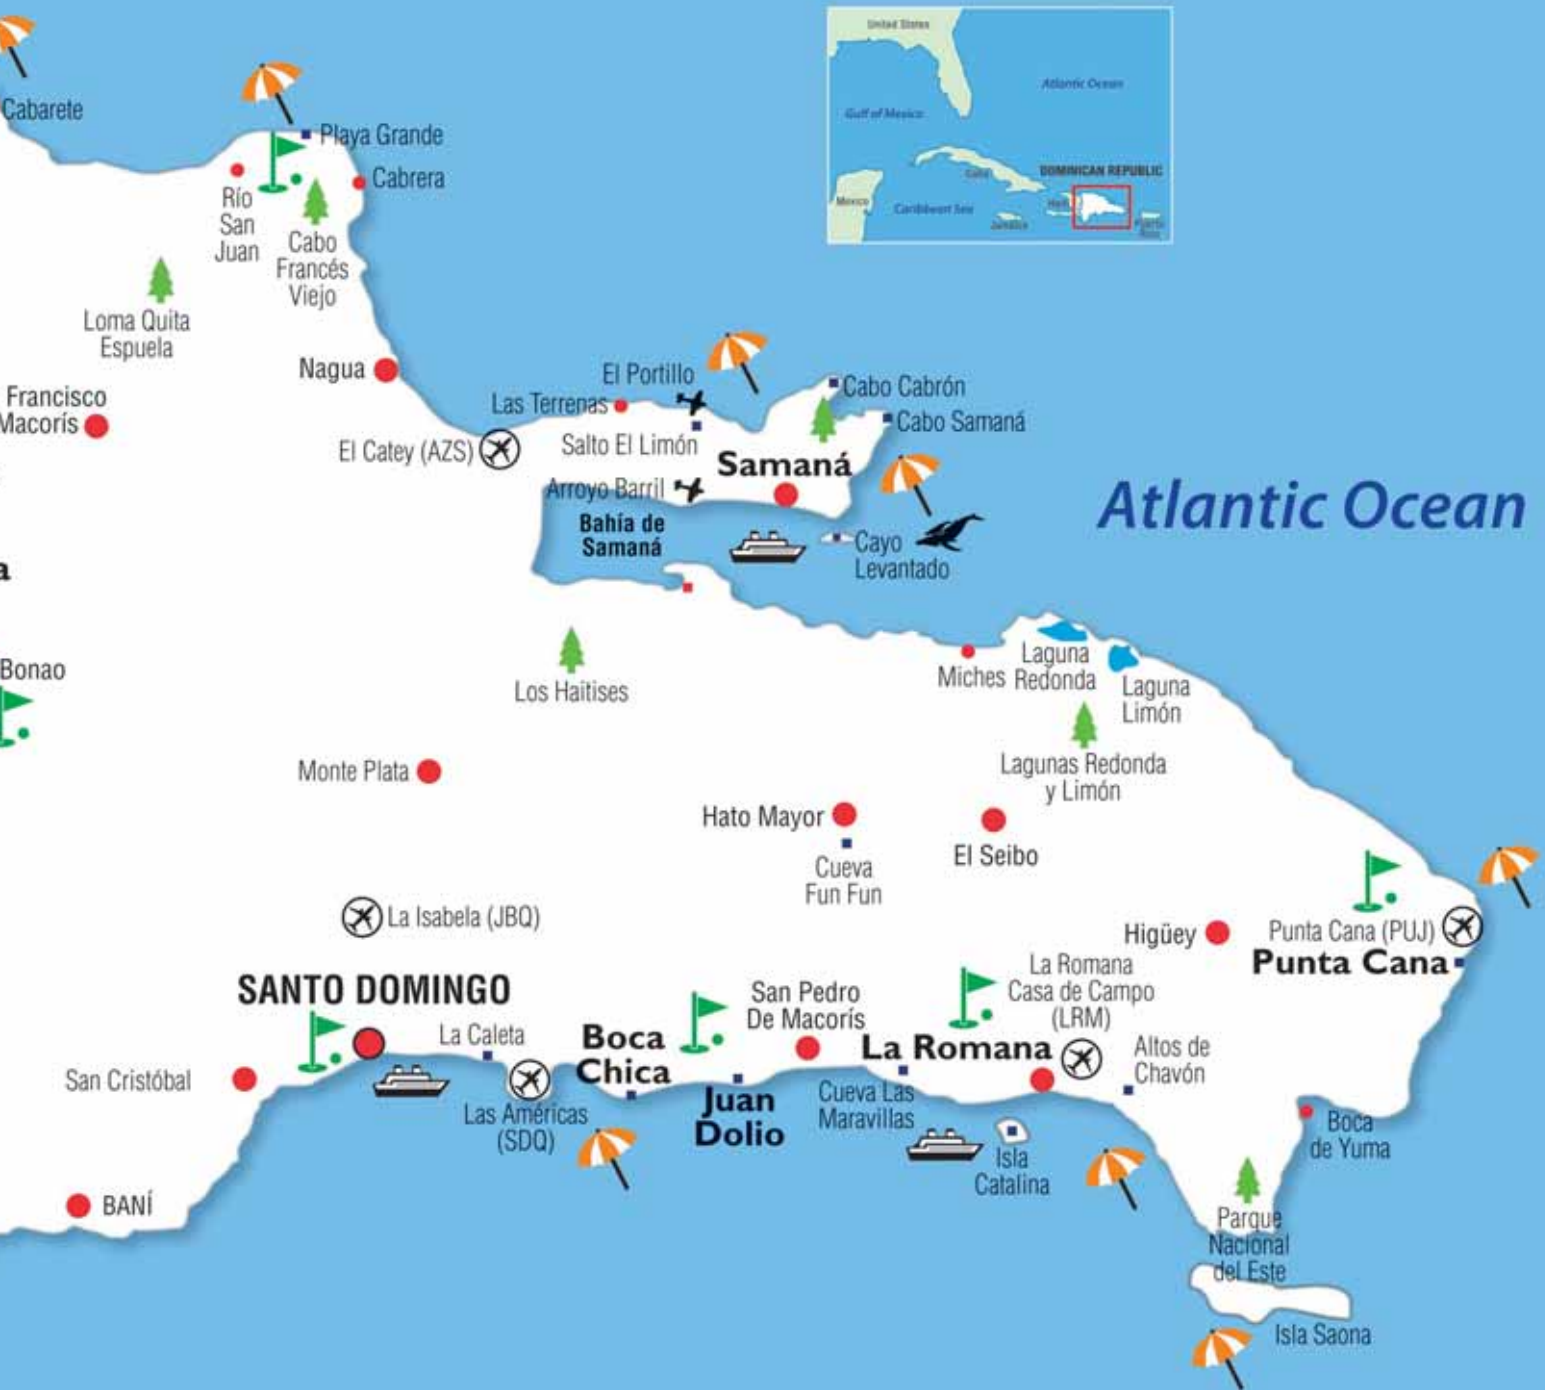 United States
Atlantic Ocean
Gulf of Mexico
Cuba
DOMINICAN REPUBLIC
Mexico
Caribbean Sea
Haiti
Jamaica
Puerto
Rico
Cabarete
Playa Grande
Cabrera
Río
San
Juan
Cabo
Francés
Viejo
Loma Quita
Espuela
Nagua
Francisco
Macorís
El Portillo
Las Terrenas
Cabo Cabrón
Cabo Samaná
El Catey (AZS)
Salto El Limón
Samaná
Arroyo Barril
Bahía de
Samaná
Cayo
Levantado
Atlantic Ocean
a
Bonao
Los Haitises
Miches
Laguna
Redonda
Laguna
Limón
Lagunas Redonda
y Limón
Monte Plata
Hato Mayor
Cueva
Fun Fun
El Seibo
La Isabela (JBQ)
Higüey
Punta Cana (PUJ)
Punta Cana
SANTO DOMINGO
La Caleta
Boca
Chica
San Pedro
De Macorís
La Romana
Casa de Campo
(LRM)
La Romana
Altos de
Chavón
San Cristóbal
Las Américas
(SDQ)
Juan
Dolio
Cueva Las
Maravillas
Isla
Catalina
Boca
de Yuma
BANÍ
Parque
Nacional
del Este
Isla Saona